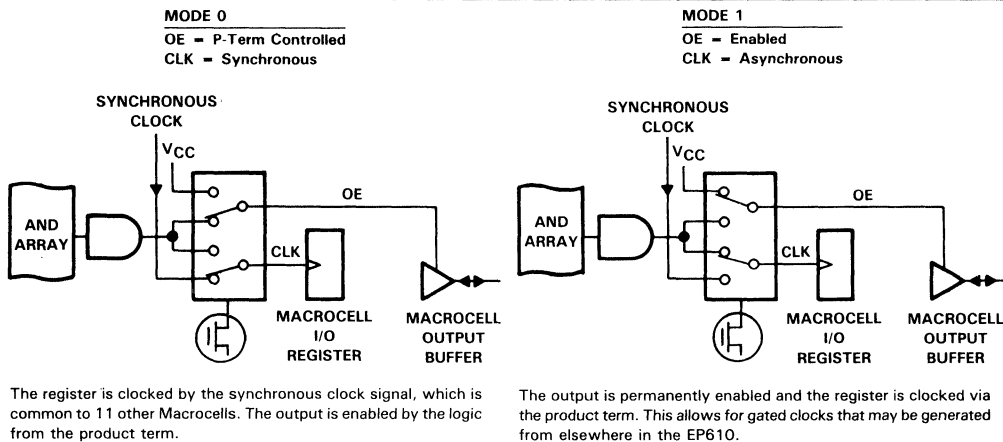 MODE 0
OE = P-Term Controlled
CLK = Synchronous
SYNCHRONOUS
CLOCK
VCC
AND
ARRAY
OE
CLK
MACROCELL
I/O
REGISTER
MACROCELL
OUTPUT
BUFFER
The register is clocked by the synchronous clock signal, which is
common to 11 other Macrocells. The output is enabled by the logic
from the product term.
MODE 1
OE = Enabled
CLK = Asynchronous
SYNCHRONOUS
CLOCK
VCC
AND
ARRAY
OE
CLK
MACROCELL
I/O
REGISTER
MACROCELL
OUTPUT
BUFFER
The output is permanently enabled and the register is clocked via
the product term. This allows for gated clocks that may be generated
from elsewhere in the EP610.